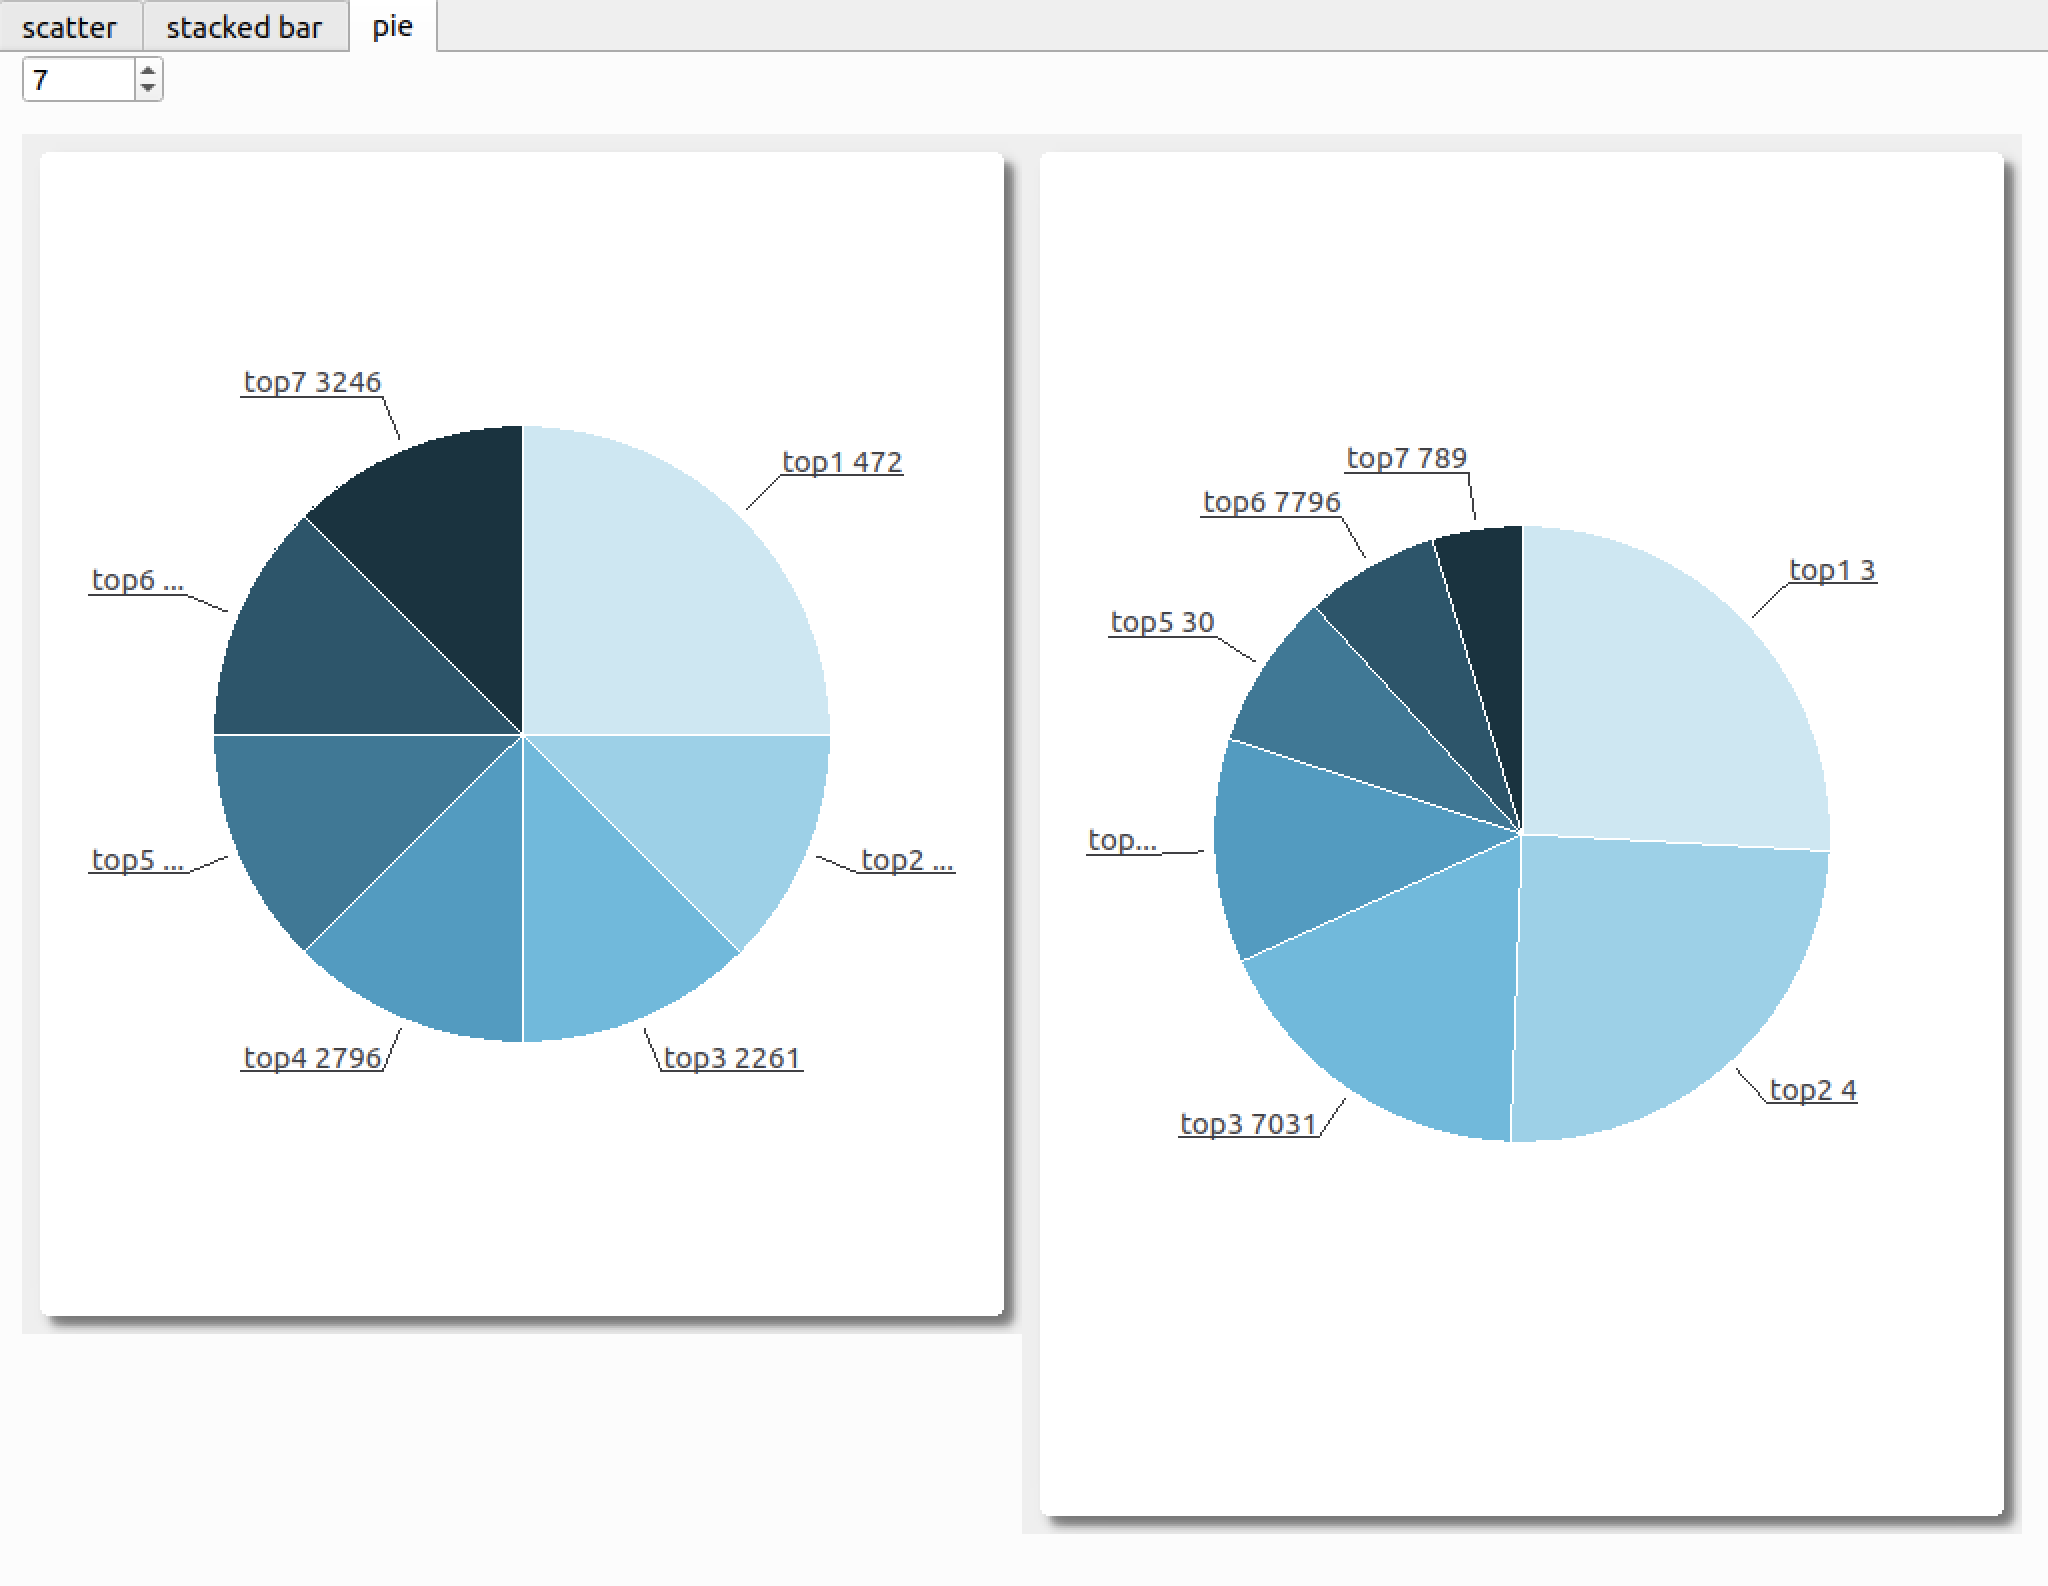 scatter stacked bar pie
7
top7 3246
top1 472
top6 ...
top5 ...
top2 ...
top4 2796
top3 2261
top7 789
top6 7796
top1 3
top5 30
top...
top2 4
top3 7031